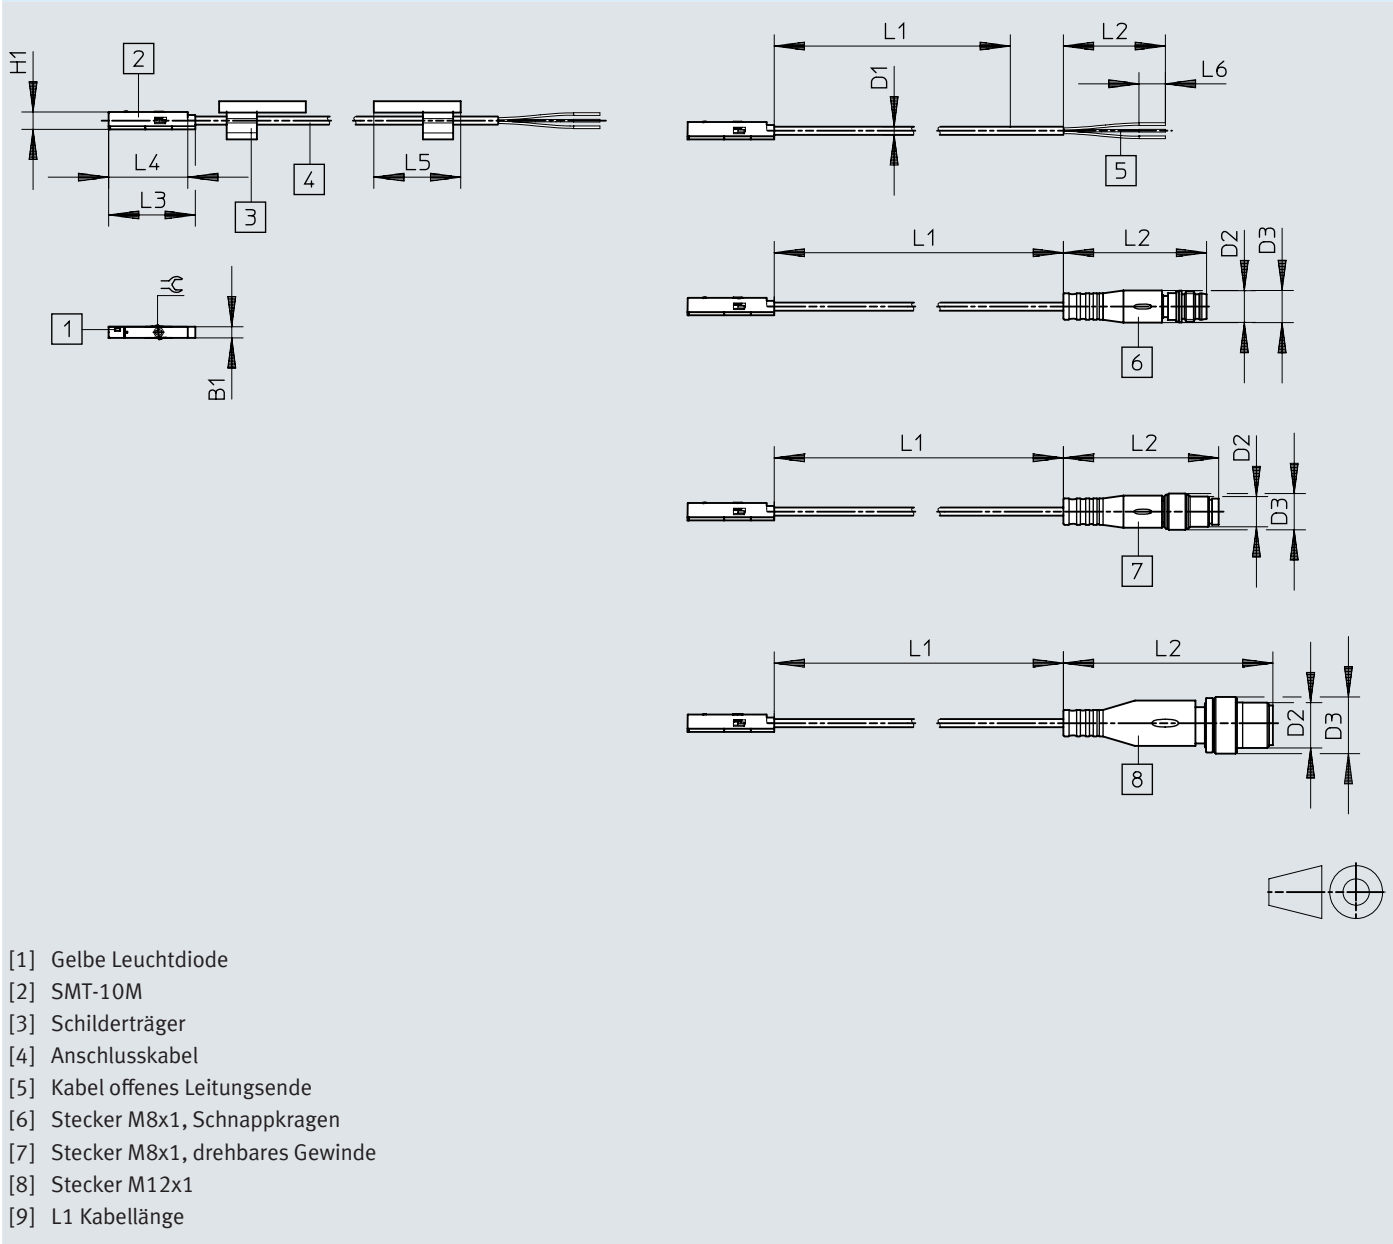 H1
2
L4
L3
L5
4
3
1
B1
L1
L2
D1
L6
5
L1
L2
D2
D3
6
L1
L2
D2
D3
7
L1
L2
D2
D3
8
[1] Gelbe Leuchtdiode
[2] SMT-10M
[3] Schilderträger
[4] Anschlusskabel
[5] Kabel offenes Leitungsende
[6] Stecker M8x1, Schnappkragen
[7] Stecker M8x1, drehbares Gewinde
[8] Stecker M12x1
[9] L1 Kabellänge